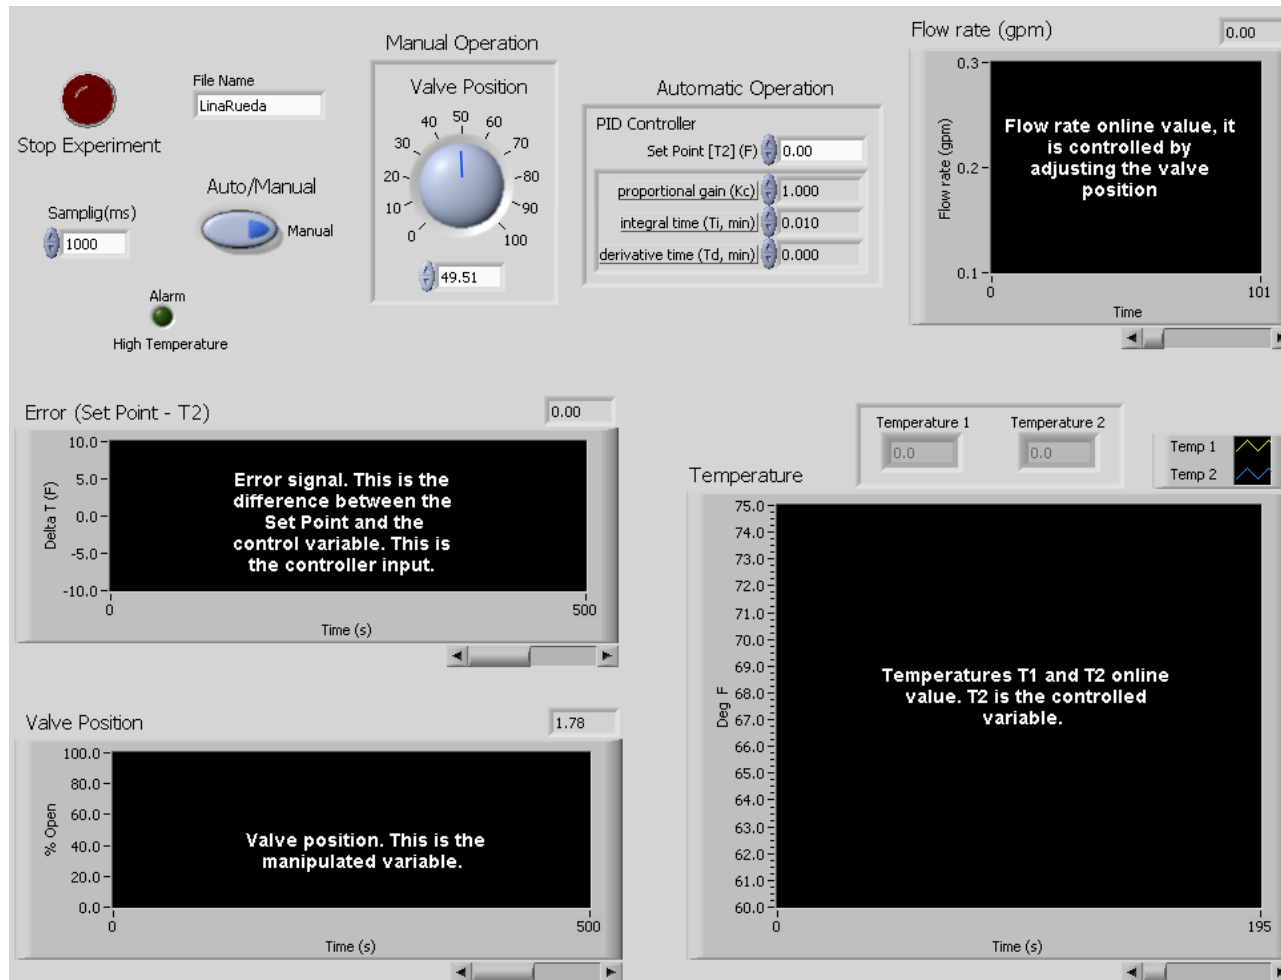 Stop Experiment
File Name
LinaRueda
Samplig(ms)
1000
Auto/Manual
Manual
Alarm
High Temperature
Manual Operation
Valve Position
0
10
20
30
40
50
60
70
80
90
100
49.51
Automatic Operation
PID Controller
Set Point [T2] (F)
0.00
proportional gain (Kc)
1.000
integral time (Ti, min)
0.010
derivative time (Td, min)
0.000
Flow rate (gpm)
0.00
Flow rate (gpm)
0.3
0.2
0.1
Flow rate online value, it
is controlled by
adjusting the valve
position
0
101
Time
Error (Set Point - T2)
0.00
Delta T (F)
10.0
5.0
0.0
-5.0
-10.0
Error signal. This is the
difference between the
Set Point and the
control variable. This is
the controller input.
0
500
Time (s)
Valve Position
1.78
% Open
100.0
80.0
60.0
40.0
20.0
0.0
Valve position. This is the
manipulated variable.
0
500
Time (s)
Temperature 1
0.0
Temperature 2
0.0
Temp 1
Temp 2
Temperature
Deg F
75.0
74.0
73.0
72.0
71.0
70.0
69.0
68.0
67.0
66.0
65.0
64.0
63.0
62.0
61.0
60.0
Temperatures T1 and T2 online
value. T2 is the controlled
variable.
0
195
Time (s)